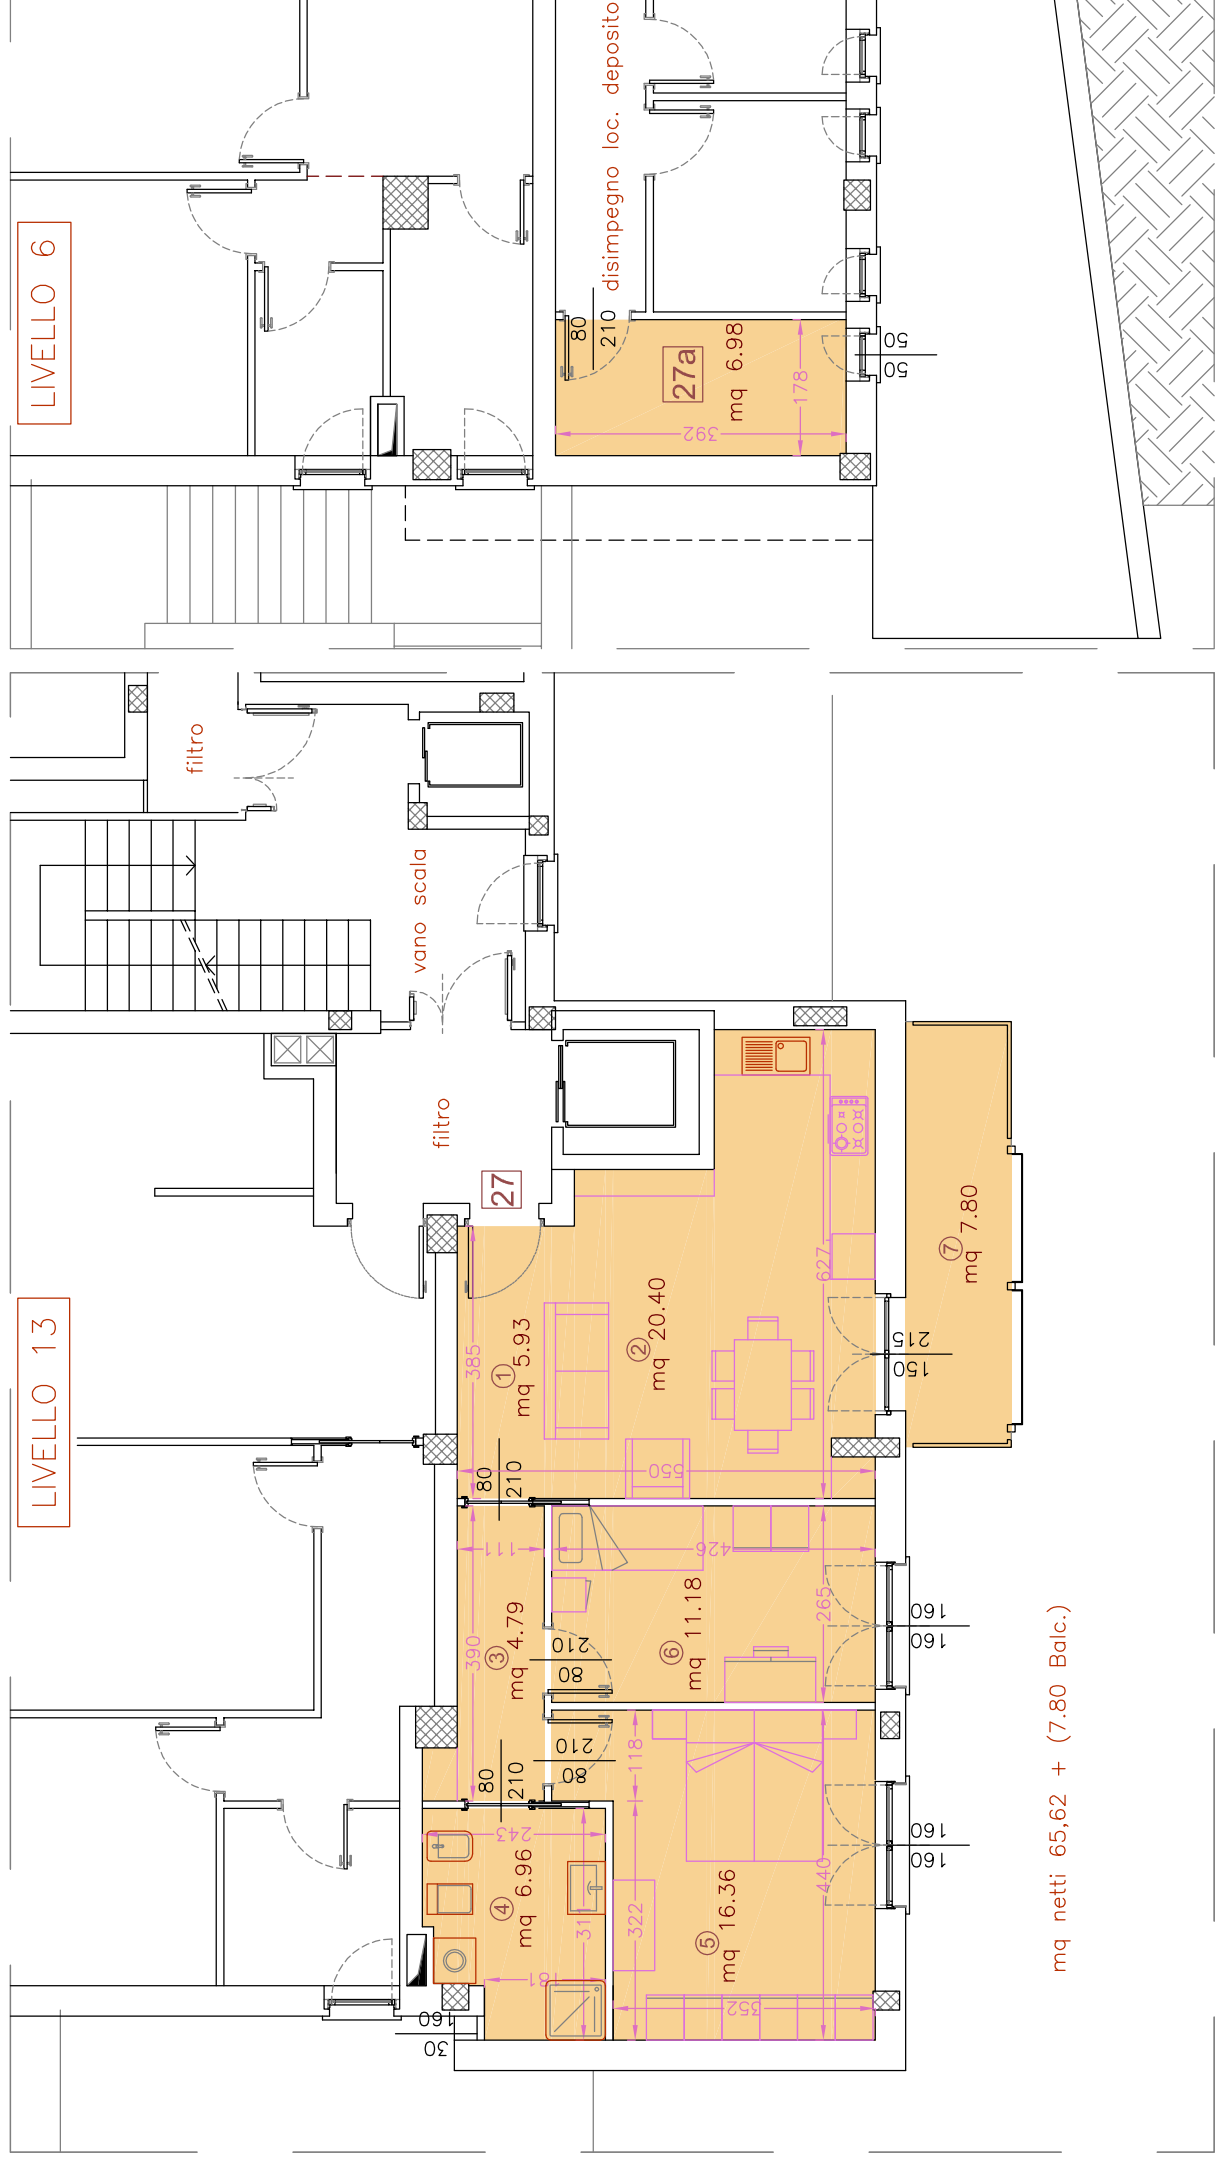 LIVELLO 6
disimpegno loc. deposito
80
210
27a
mq 6.98
178
392
50
50
filtro
vano scala
filtro
27
LIVELLO 13
1
mq 5.93
385
2
mq 20.40
627
550
215
150
7
mq 7.80
80
210
111
426
3
mq 4.79
390
210
80
6
mq 11.18
265
160
160
210
80
80
210
118
243
4
mq 6.96
311
181
322
5
mq 16.36
440
352
160
160
160
30
mq netti 65,62 + (7.80 Balc.)